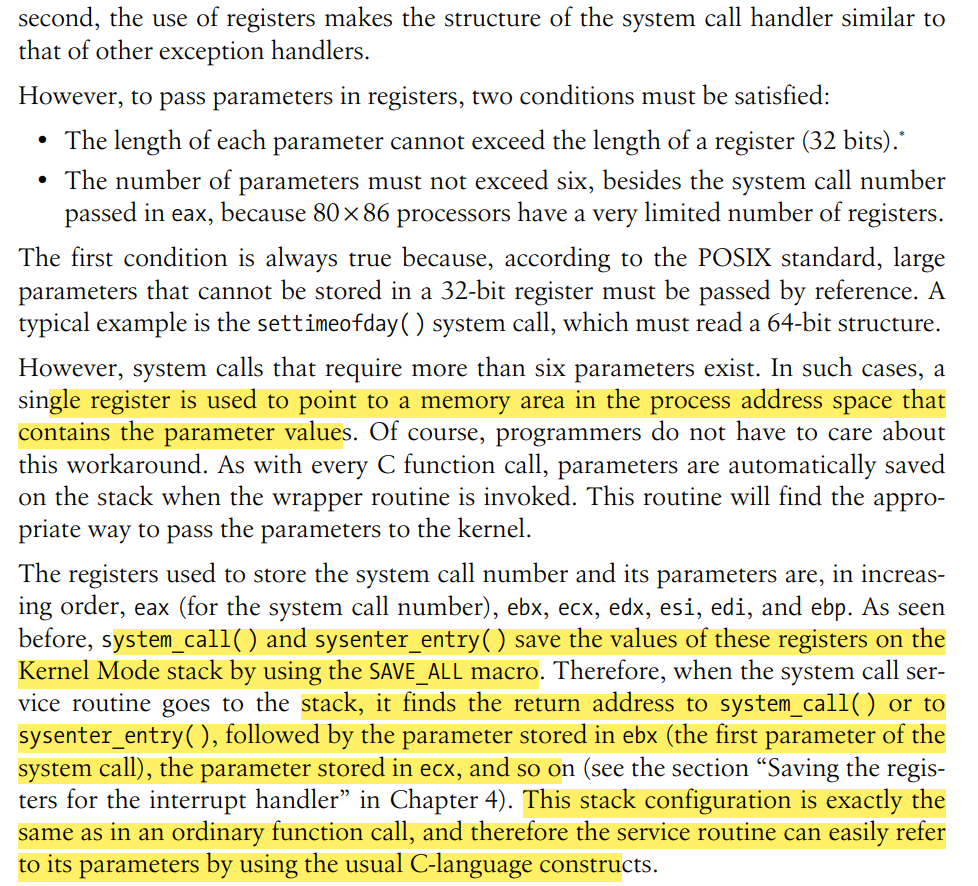 second, the use of registers makes the structure of the system call handler similar to
that of other exception handlers.
However, to pass parameters in registers, two conditions must be satisfied:
• The length of each parameter cannot exceed the length of a register (32 bits).*
• The number of parameters must not exceed six, besides the system call number
passed in eax, because 80×86 processors have a very limited number of registers.
The first condition is always true because, according to the POSIX standard, large
parameters that cannot be stored in a 32-bit register must be passed by reference. A
typical example is the settimeofday() system call, which must read a 64-bit structure.
However, system calls that require more than six parameters exist. In such cases, a
single register is used to point to a memory area in the process address space that
contains the parameter values. Of course, programmers do not have to care about
this workaround. As with every C function call, parameters are automatically saved
on the stack when the wrapper routine is invoked. This routine will find the appro-
priate way to pass the parameters to the kernel.
The registers used to store the system call number and its parameters are, in increas-
ing order, eax (for the system call number), ebx, ecx, edx, esi, edi, and ebp. As seen
before, system_call() and sysenter_entry() save the values of these registers on the
Kernel Mode stack by using the SAVE_ALL macro. Therefore, when the system call ser-
vice routine goes to the stack, it finds the return address to system_call() or to
sysenter_entry(), followed by the parameter stored in ebx (the first parameter of the
system call), the parameter stored in ecx, and so on (see the section “Saving the regis-
ters for the interrupt handler” in Chapter 4). This stack configuration is exactly the
same as in an ordinary function call, and therefore the service routine can easily refer
to its parameters by using the usual C-language constructs.